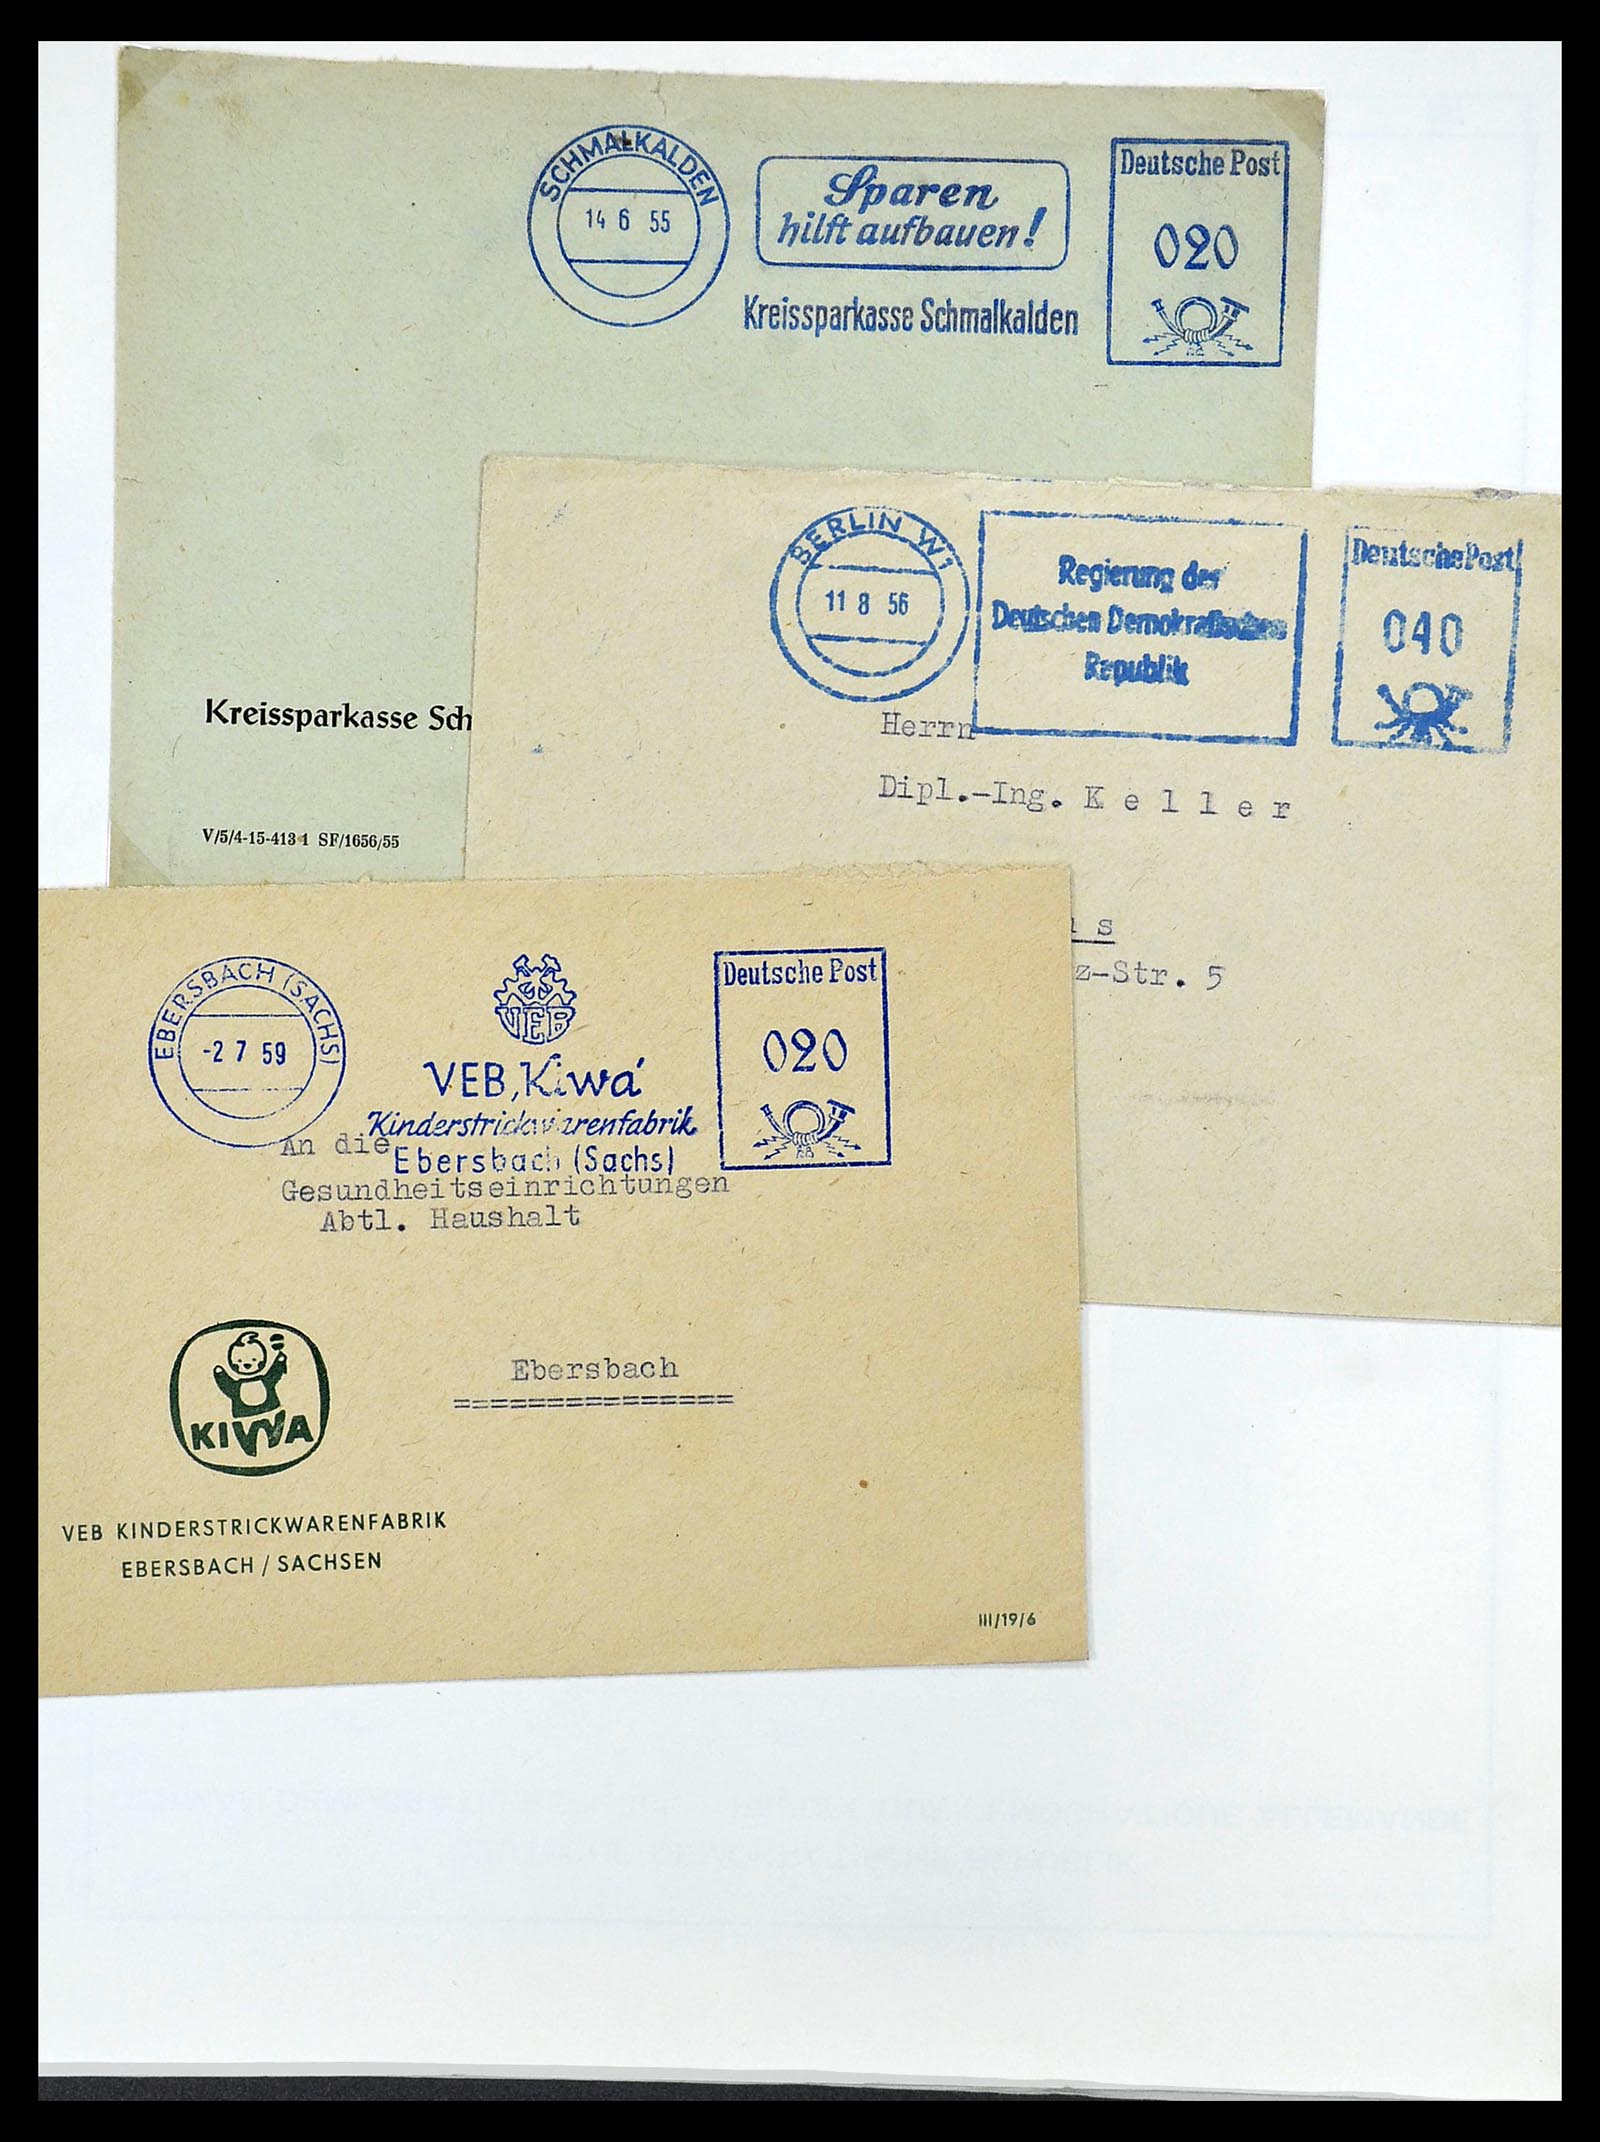 SCHMALKALDEN
14 6 55
Sparen
hilft aufbauen!
Kreissparkasse Schmalkalden
Deutsche Post
020
Kreissparkasse Sch
V/5/4-15-413 1 SF/1656/55
BERLIN W1
11 8 56
Regierung der
Deutschen Demokratischen
Republik
Deutsche Post
040
Herrn
Dipl.-Ing. Keller
s
z-Str. 5
EBERSBACH (SACHS)
-2 7 59
VEB
VEB „Kiwa“
Kinderstrickwarenfabrik
Ebersbach (Sachs)
Deutsche Post
020
An die
Gesundheitseinrichtungen
Abtl. Haushalt
Ebersbach
===============
KIWA
VEB KINDERSTRICKWARENFABRIK
EBERSBACH / SACHSEN
III/19/6